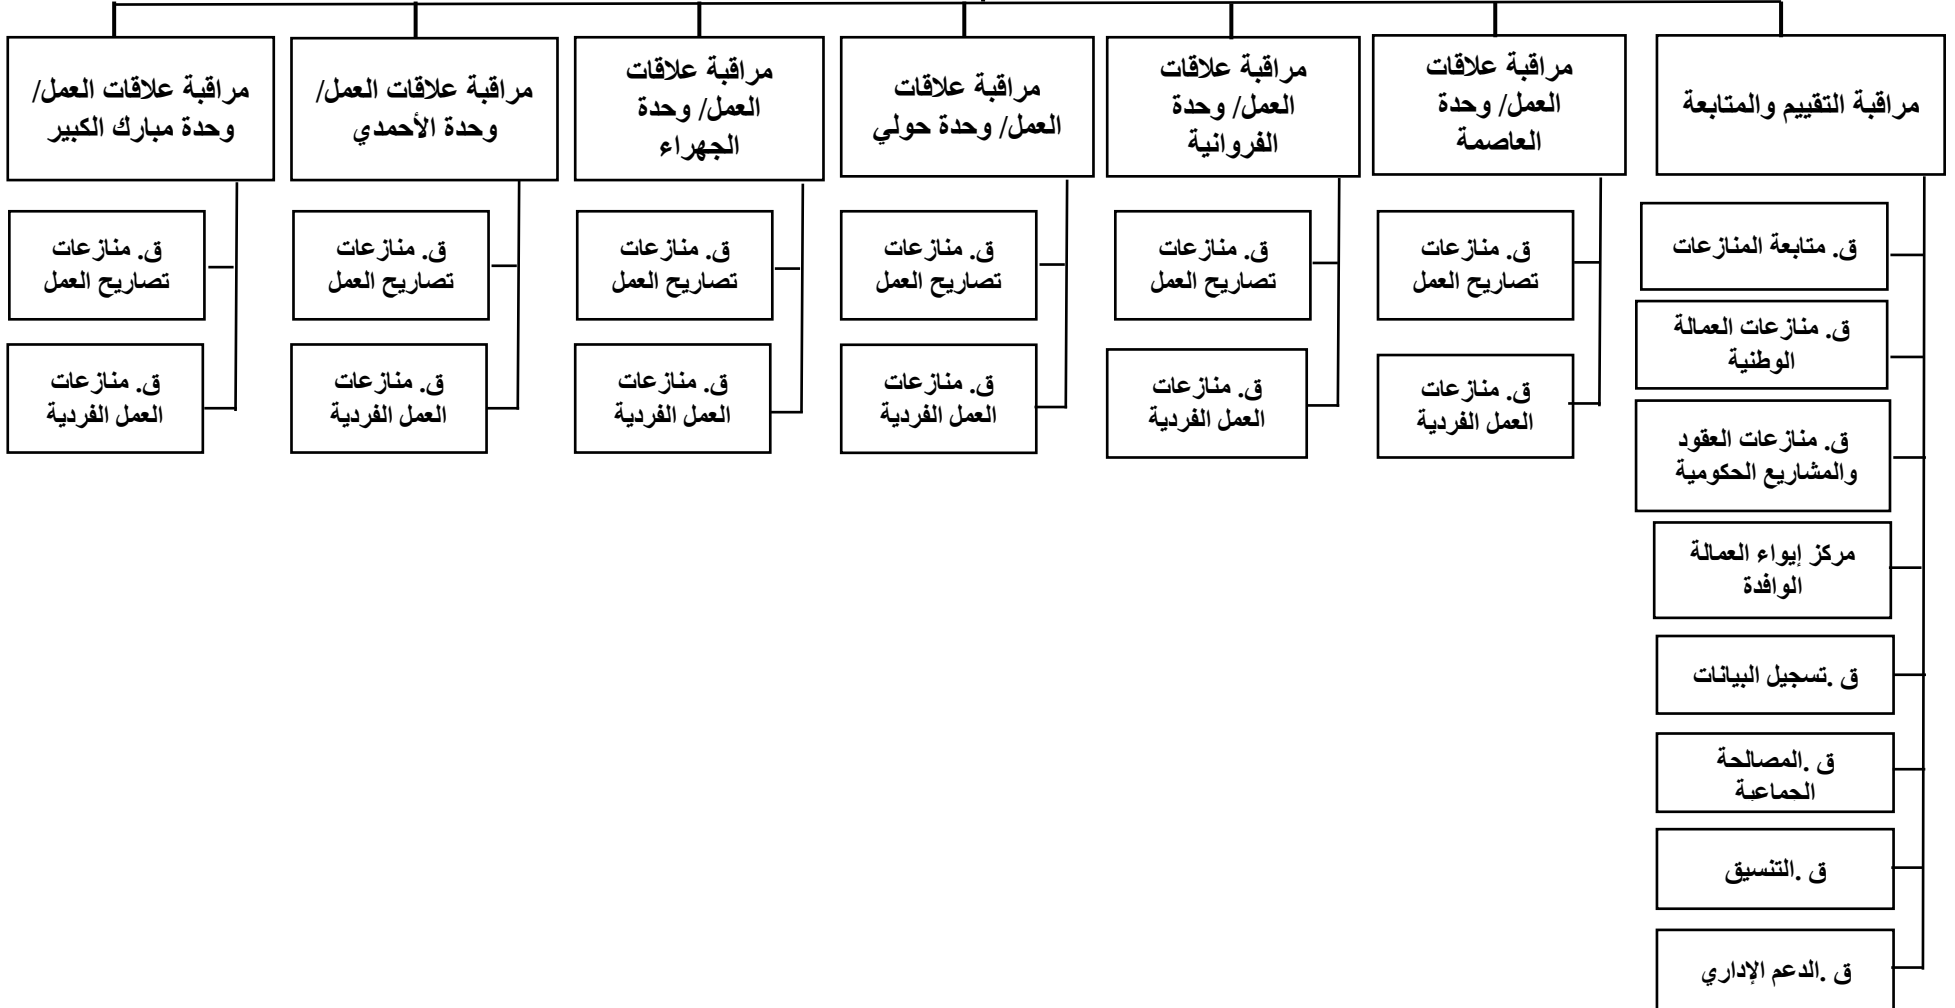 مراقبة التقييم والمتابعة
مراقبة علاقات
العمل/ وحدة
العاصمة
مراقبة علاقات
العمل/ وحدة
الفروانية
مراقبة علاقات
العمل/ وحدة حولي
مراقبة علاقات
العمل/ وحدة
الجهراء
مراقبة علاقات العمل/
وحدة الأحمدي
مراقبة علاقات العمل/
وحدة مبارك الكبير
ق. متابعة المنازعات
ق. منازعات العمالة
الوطنية
ق. منازعات العقود
والمشاريع الحكومية
مركز إيواء العمالة
الوافدة
ق .تسجيل البيانات
ق .المصالحة
الجماعية
ق .التنسيق
ق .الدعم الإداري
ق. منازعات
تصاريح العمل
ق. منازعات
العمل الفردية
ق. منازعات
تصاريح العمل
ق. منازعات
العمل الفردية
ق. منازعات
تصاريح العمل
ق. منازعات
العمل الفردية
ق. منازعات
تصاريح العمل
ق. منازعات
العمل الفردية
ق. منازعات
تصاريح العمل
ق. منازعات
العمل الفردية
ق. منازعات
تصاريح العمل
ق. منازعات
العمل الفردية